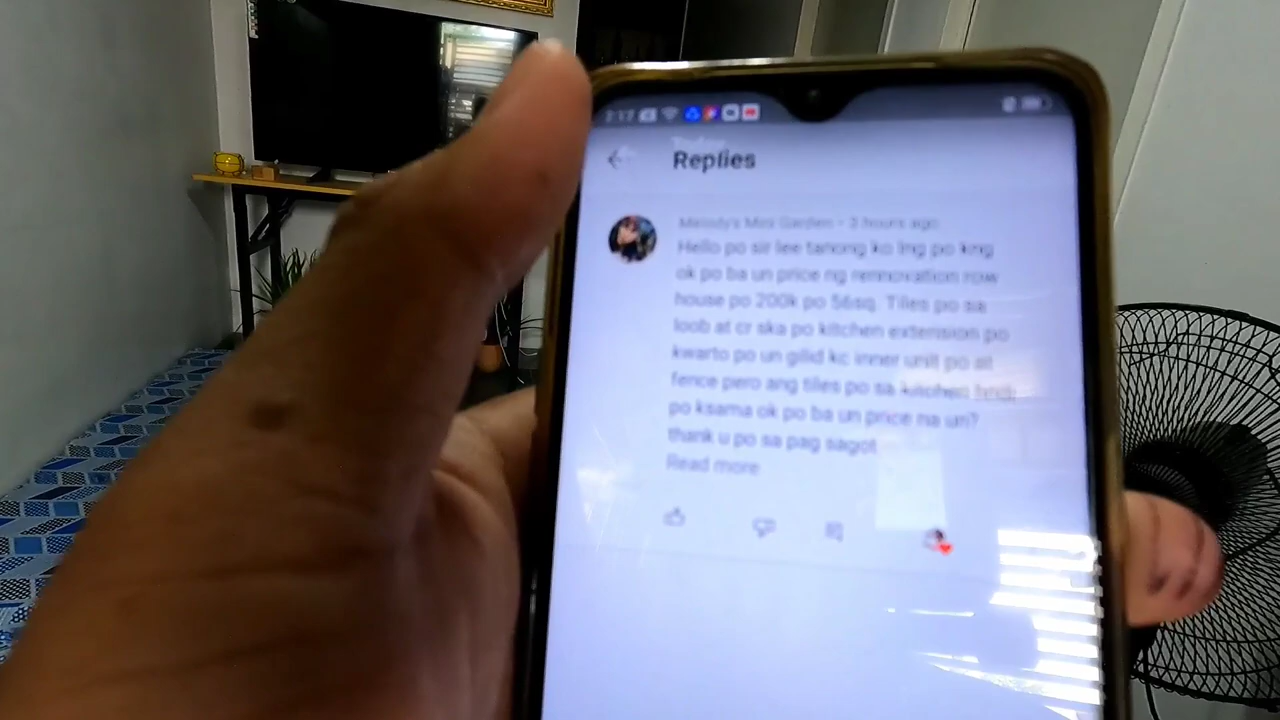 2:17
Replies
Melody's Mini Garden • 3 hours ago
Hello po sir lee tanong ko lng po kng
ok po ba un price ng rennovation row
house po 200k po 56sq. Tiles po sa
loob at cr ska po kitchen extension po
kwarto po un gilid kc inner unit po at
fence pero ang tiles po sa kitchen hndi
po ksama ok po ba un price na un?
thank u po sa pag sagot
Read more